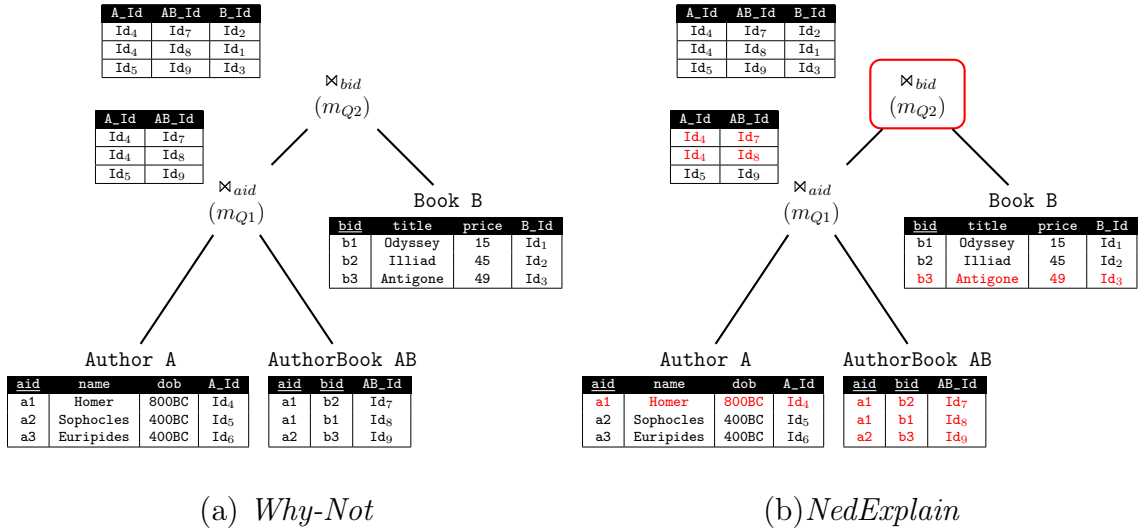 A_Id AB_Id B_Id
Id4 Id7 Id2
Id4 Id8 Id1
Id5 Id9 Id3
⋈bid
(mQ2)
A_Id AB_Id
Id4 Id7
Id4 Id8
Id5 Id9
⋈aid
(mQ1)
Book B
bid title price B_Id
b1 Odyssey 15 Id1
b2 Illiad 45 Id2
b3 Antigone 49 Id3
Author A
aid name dob A_Id
a1 Homer 800BC Id4
a2 Sophocles 400BC Id5
a3 Euripides 400BC Id6
AuthorBook AB
aid bid AB_Id
a1 b2 Id7
a1 b1 Id8
a2 b3 Id9
(a) Why-Not
A_Id AB_Id B_Id
Id4 Id7 Id2
Id4 Id8 Id1
Id5 Id9 Id3
⋈bid
(mQ2)
A_Id AB_Id
Id4 Id7
Id4 Id8
Id5 Id9
⋈aid
(mQ1)
Book B
bid title price B_Id
b1 Odyssey 15 Id1
b2 Illiad 45 Id2
b3 Antigone 49 Id3
Author A
aid name dob A_Id
a1 Homer 800BC Id4
a2 Sophocles 400BC Id5
a3 Euripides 400BC Id6
AuthorBook AB
aid bid AB_Id
a1 b2 Id7
a1 b1 Id8
a2 b3 Id9
(b) NedExplain